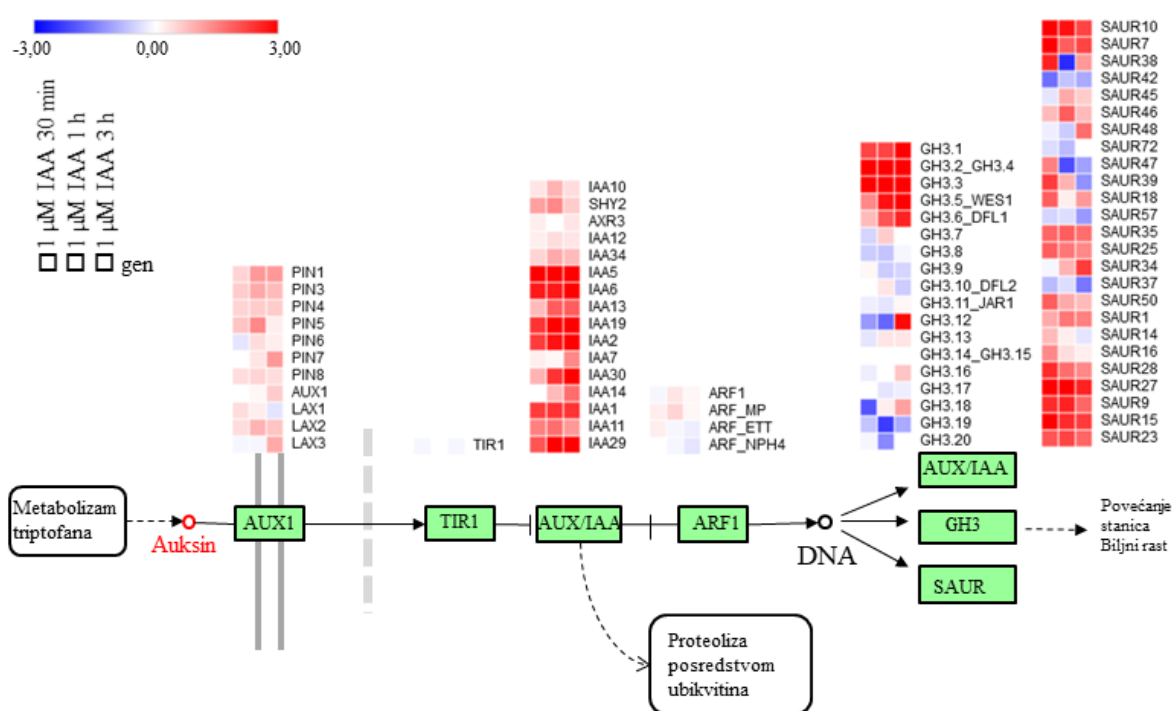 -3,00 0,00 3,00
1 µM IAA 30 min
1 µM IAA 1 h
1 µM IAA 3 h
gen
PIN1
PIN3
PIN4
PIN5
PIN6
PIN7
PIN8
AUX1
LAX1
LAX2
LAX3
TIR1
IAA10
SHY2
AXR3
IAA12
IAA34
IAA5
IAA6
IAA13
IAA19
IAA2
IAA7
IAA30
IAA14
IAA1
IAA11
IAA29
ARF1
ARF_MP
ARF_ETT
ARF_NPH4
GH3.1
GH3.2_GH3.4
GH3.3
GH3.5_WES1
GH3.6_DFL1
GH3.7
GH3.8
GH3.9
GH3.10_DFL2
GH3.11_JAR1
GH3.12
GH3.13
GH3.14_GH3.15
GH3.16
GH3.17
GH3.18
GH3.19
GH3.20
SAUR10
SAUR7
SAUR38
SAUR42
SAUR45
SAUR46
SAUR48
SAUR72
SAUR47
SAUR39
SAUR18
SAUR57
SAUR35
SAUR25
SAUR34
SAUR37
SAUR50
SAUR1
SAUR14
SAUR16
SAUR28
SAUR27
SAUR9
SAUR15
SAUR23
Metabolizam
triptofana
Auksin
AUX1
TIR1
AUX/IAA
ARF1
DNA
AUX/IAA
GH3
SAUR
Povećanje
stanica
Biljni rast
Proteoliza
posredstvom
ubikvitina